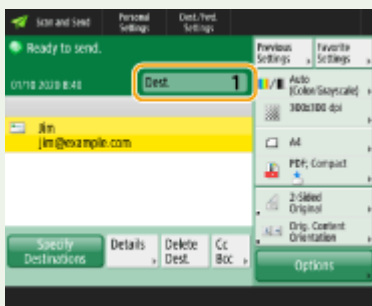 Scan and Send
Personal
Settings
Dest./Fwd.
Settings
Ready to send.
Previous
Settings
Favorite
Settings
01/10 2020 8:48
Dest. 1
Auto
(Color/Grayscale)
300x300 dpi
Jim
jim@example.com
A4
PDF; Compact
2-Sided
Original
Orig. Content
Orientation
Specify
Destinations
Details
Delete
Dest.
Cc
Bcc
Options